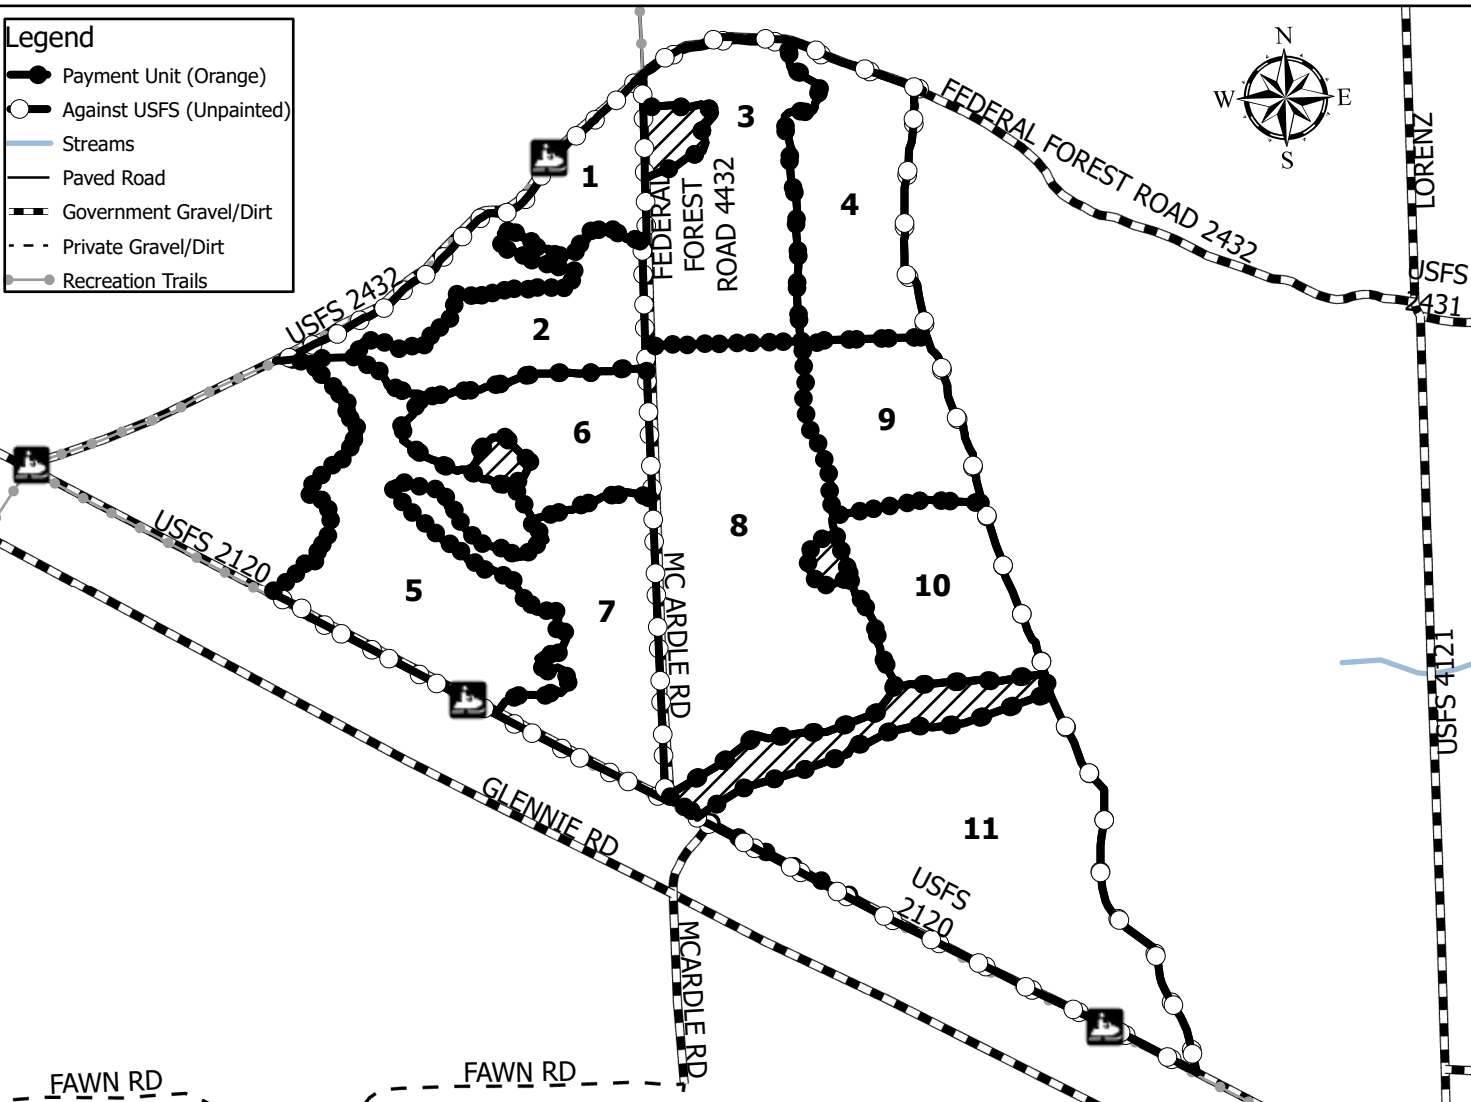 Legend
Payment Unit (Orange)
Against USFS (Unpainted)
Streams
Paved Road
Government Gravel/Dirt
Private Gravel/Dirt
Recreation Trails
N
W
E
S
FEDERAL FOREST ROAD 2432
LORENZ
1
3
4
FEDERAL
FOREST
ROAD 4432
USFS 2432
USFS
2431
2
6
9
8
USFS 2120
5
7
10
MC ARDLE RD
USFS 4121
GLENNIE RD
11
USFS
2120
MCARDLE RD
FAWN RD
FAWN RD